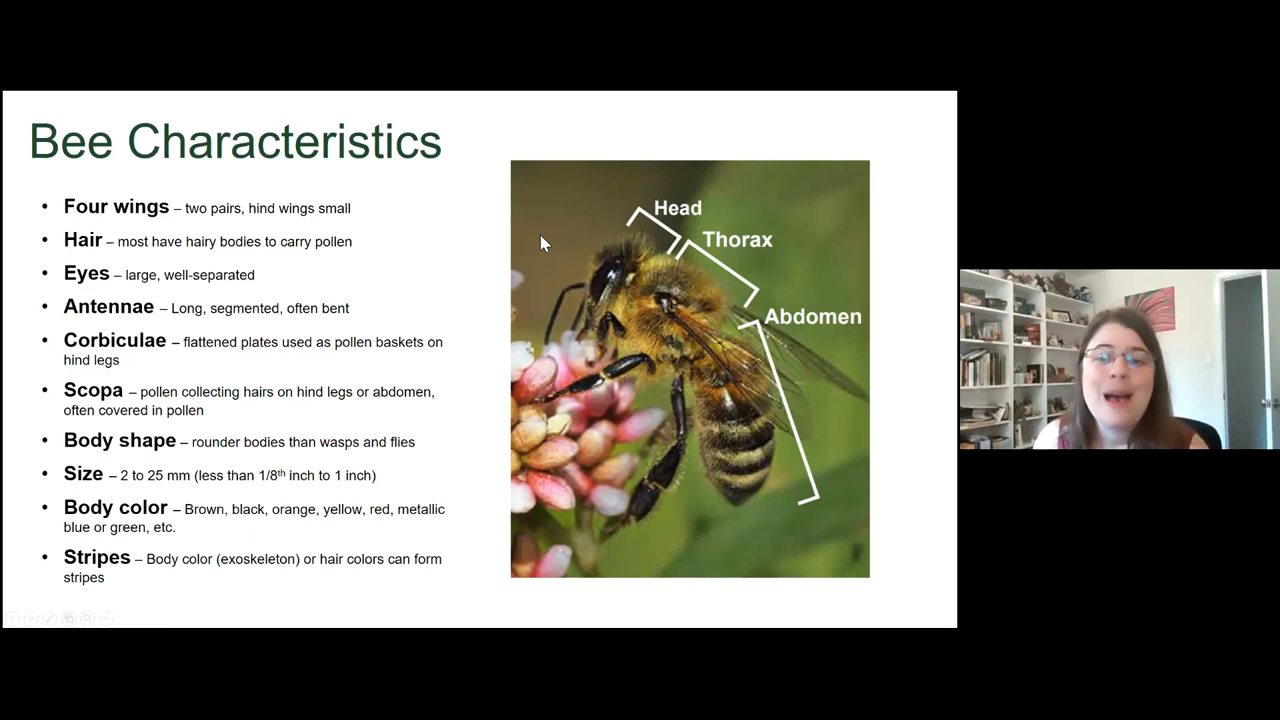 Bee Characteristics
• Four wings – two pairs, hind wings small
• Hair – most have hairy bodies to carry pollen
• Eyes – large, well-separated
• Antennae – Long, segmented, often bent
• Corbiculae – flattened plates used as pollen baskets on
hind legs
• Scopa – pollen collecting hairs on hind legs or abdomen,
often covered in pollen
• Body shape – rounder bodies than wasps and flies
• Size – 2 to 25 mm (less than 1/8th inch to 1 inch)
• Body color – Brown, black, orange, yellow, red, metallic
blue or green, etc.
• Stripes – Body color (exoskeleton) or hair colors can form
stripes
Head
Thorax
Abdomen